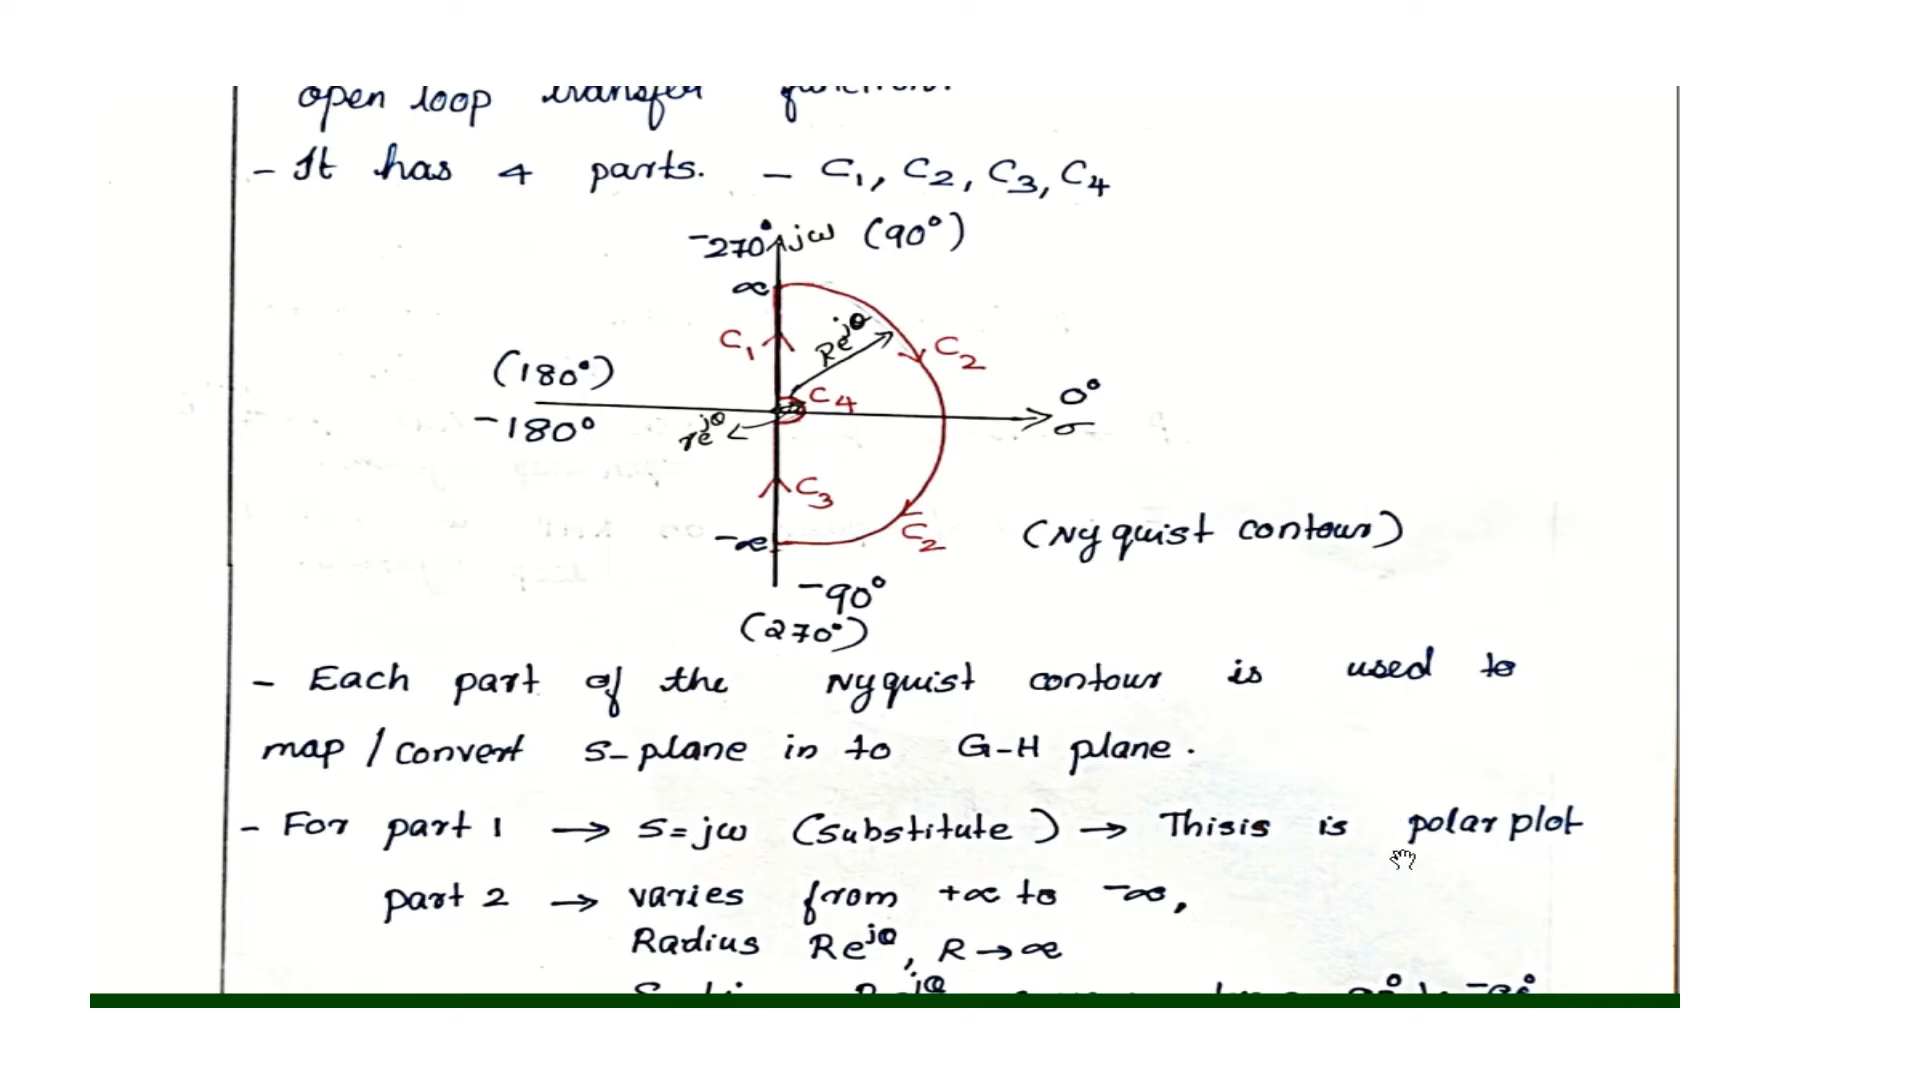 open loop transfer function.
- It has 4 parts. - C1, C2, C3, C4
-270° jω (90°)
∞
Re^jθ
C1
C2
(180°)
C4
0°
-180°
re^jθ
σ
C3
-∞
C2
(Nyquist contour)
-90°
(270°)
- Each part of the Nyquist contour is used to
map / convert S-plane in to G-H plane.
- For part 1 → S=jω (substitute) → Thisis is polar plot
part 2 → varies from +∞ to -∞,
Radius Re^jθ, R→∞